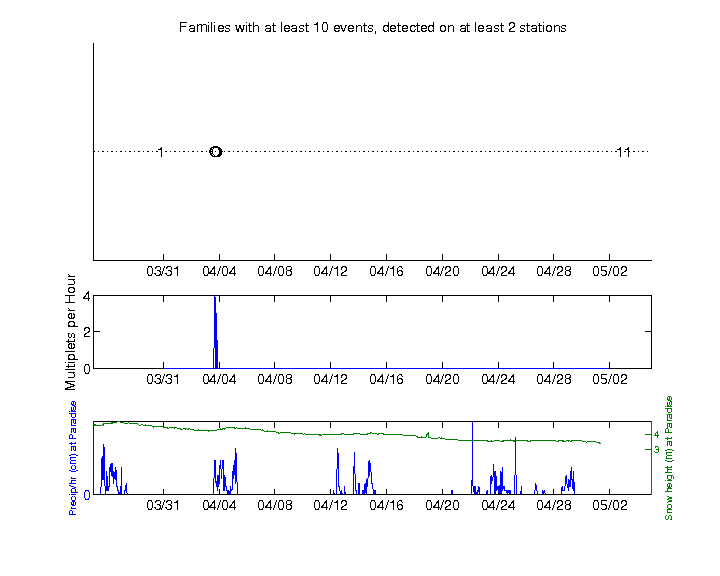 Families with at least 10 events, detected on at least 2 stations
1
11
03/31 04/04 04/08 04/12 04/16 04/20 04/24 04/28 05/02
Multiplets per Hour
4
2
0
03/31 04/04 04/08 04/12 04/16 04/20 04/24 04/28 05/02
Precip/hr (cm) at Paradise
0
4
3
Snow height (m) at Paradise
03/31 04/04 04/08 04/12 04/16 04/20 04/24 04/28 05/02